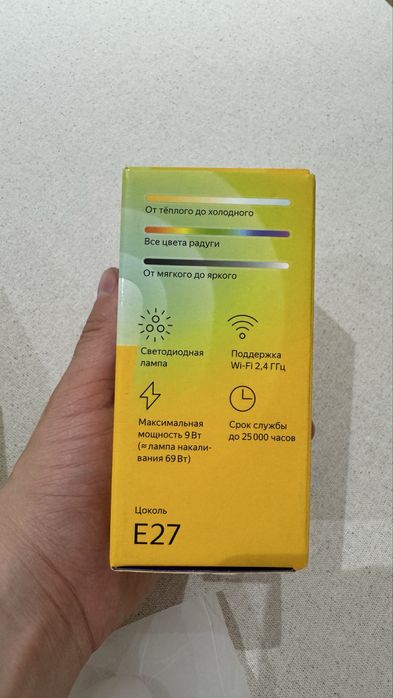 От тёплого до холодного
Все цвета радуги
От мягкого до яркого
Светодиодная
лампа
Поддержка
Wi-Fi 2,4 ГГц
Максимальная
мощность 9 Вт
(≈ лампа накали-
вания 69 Вт)
Срок службы
до 25 000 часов
Цоколь
E27